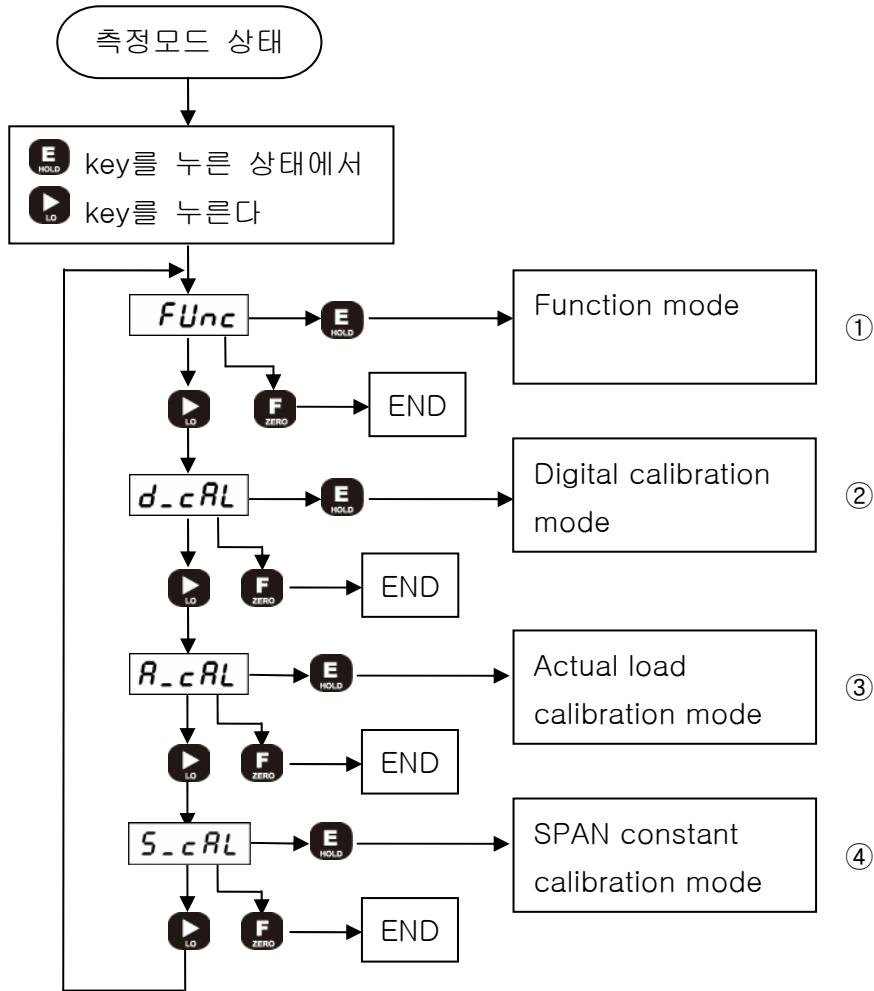 측정모드 상태
E HOLD key를 누른 상태에서
LO key를 누른다
FUnc
E HOLD
Function mode
①
LO
F ZERO
END
d_cAL
E HOLD
Digital calibration
mode
②
LO
F ZERO
END
A_cAL
E HOLD
Actual load
calibration mode
③
LO
F ZERO
END
S_cAL
E HOLD
SPAN constant
calibration mode
④
LO
F ZERO
END